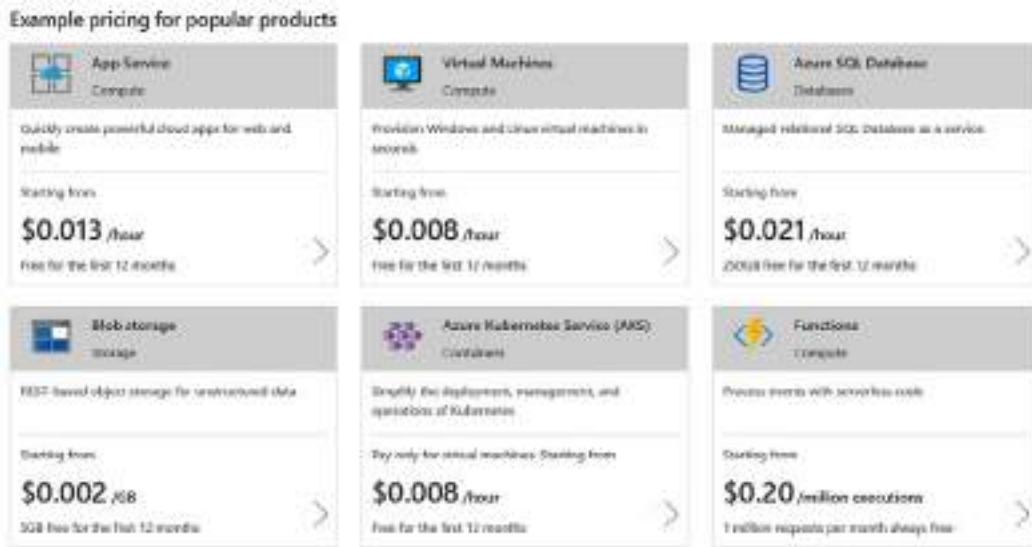 Example pricing for popular products
App Service
Compute
Quickly create powerful cloud apps for web and
mobile
Starting from
$0.013 /hour
Free for the first 12 months
Virtual Machines
Compute
Provision Windows and Linux virtual machines in
seconds
Starting from
$0.008 /hour
Free for the first 12 months
Azure SQL Database
Databases
Managed relational SQL Database as a service
Starting from
$0.021 /hour
250GB free for the first 12 months
Blob storage
Storage
REST-based object storage for unstructured data
Starting from
$0.002 /GB
5GB free for the first 12 months
Azure Kubernetes Service (AKS)
Containers
Simplify the deployment, management, and
operations of Kubernetes
Pay only for virtual machines Starting from
$0.008 /hour
Free for the first 12 months
Functions
Compute
Process events with serverless code
Starting from
$0.20 /million executions
1 million requests per month always free